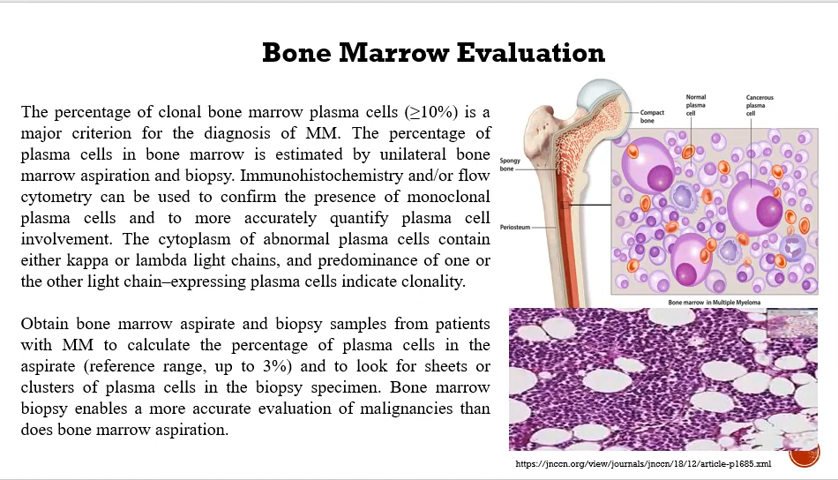 Bone Marrow Evaluation
The percentage of clonal bone marrow plasma cells (≥10%) is a
major criterion for the diagnosis of MM. The percentage of
plasma cells in bone marrow is estimated by unilateral bone
marrow aspiration and biopsy. Immunohistochemistry and/or flow
cytometry can be used to confirm the presence of monoclonal
plasma cells and to more accurately quantify plasma cell
involvement. The cytoplasm of abnormal plasma cells contain
either kappa or lambda light chains, and predominance of one or
the other light chain–expressing plasma cells indicate clonality.
Obtain bone marrow aspirate and biopsy samples from patients
with MM to calculate the percentage of plasma cells in the
aspirate (reference range, up to 3%) and to look for sheets or
clusters of plasma cells in the biopsy specimen. Bone marrow
biopsy enables a more accurate evaluation of malignancies than
does bone marrow aspiration.
Compact
bone
Normal
plasma
cell
Cancerous
plasma
cell
Spongy
bone
Periosteum
Bone marrow in Multiple Myeloma
https://jnccn.org/view/journals/jnccn/18/12/article-p1685.xml